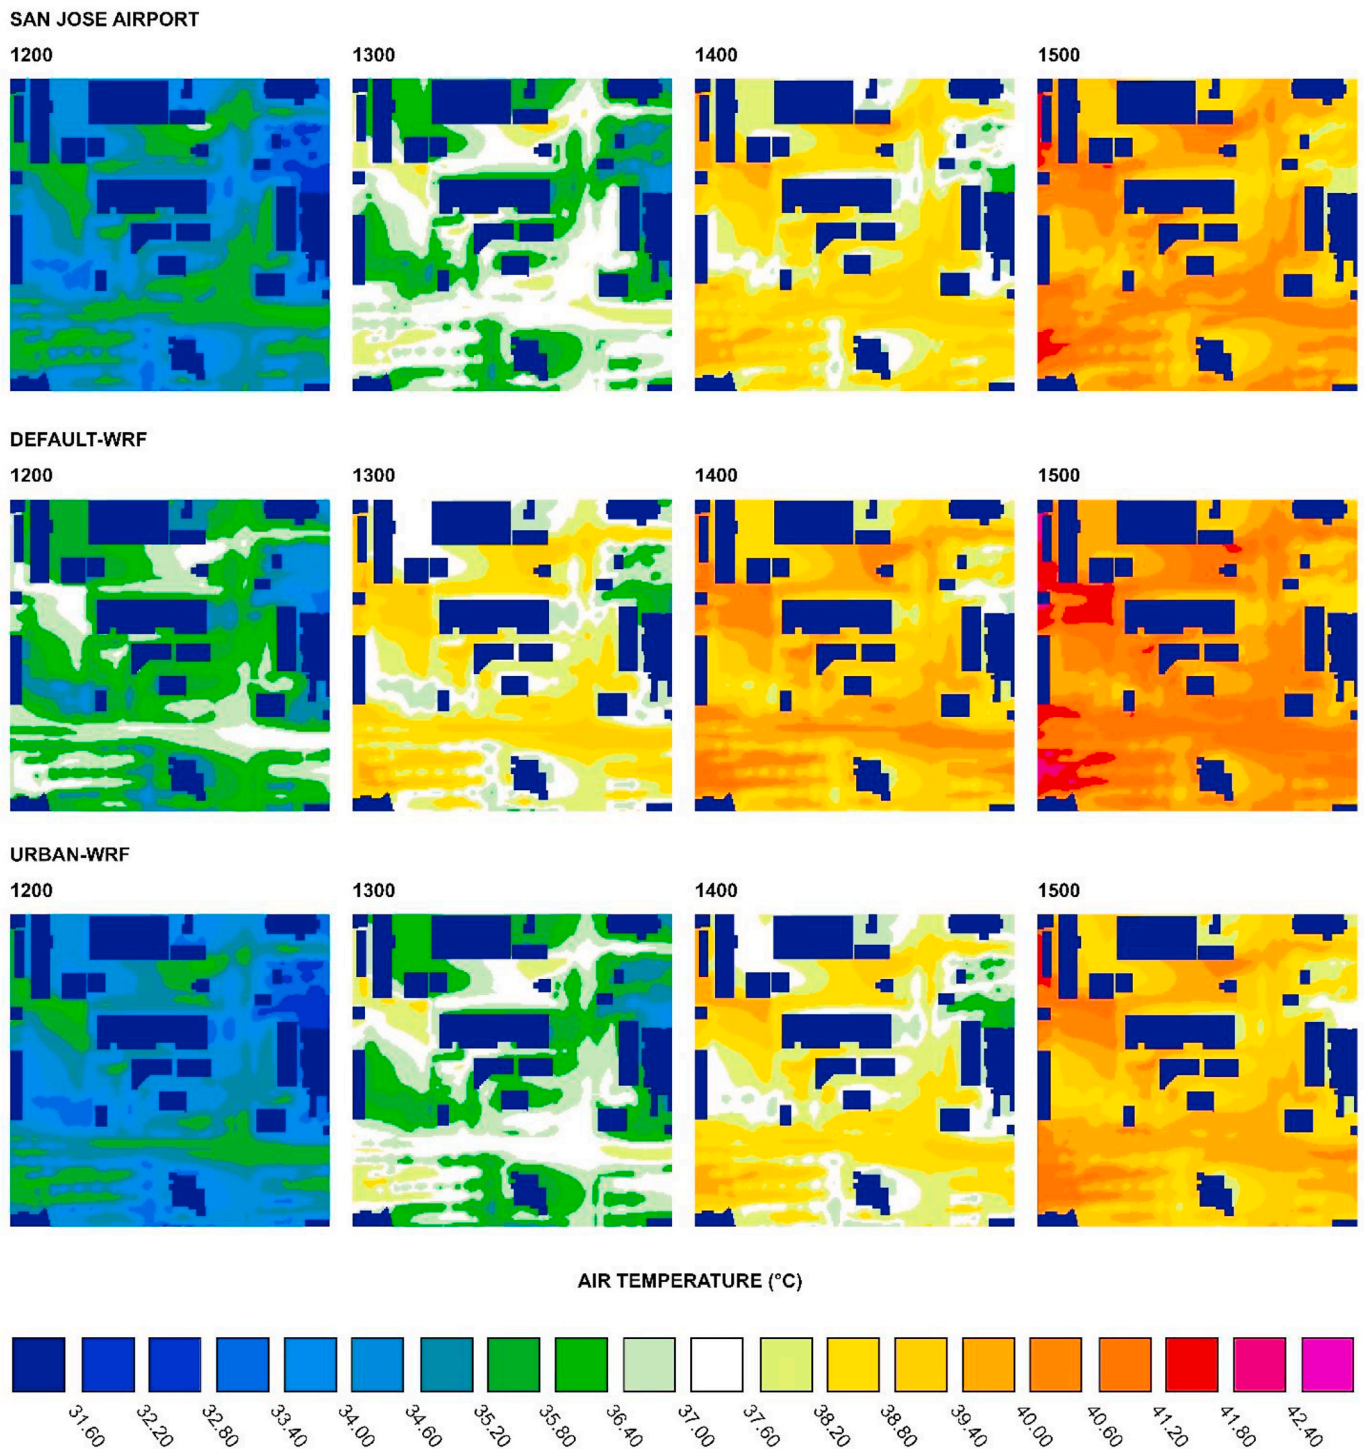 SAN JOSE AIRPORT
1200 1300 1400 1500
DEFAULT-WRF
1200 1300 1400 1500
URBAN-WRF
1200 1300 1400 1500
AIR TEMPERATURE (°C)
31.60 32.20 32.80 33.40 34.00 34.60 35.20 35.80 36.40 37.00 37.60 38.20 38.80 39.40 40.00 40.60 41.20 41.80 42.40